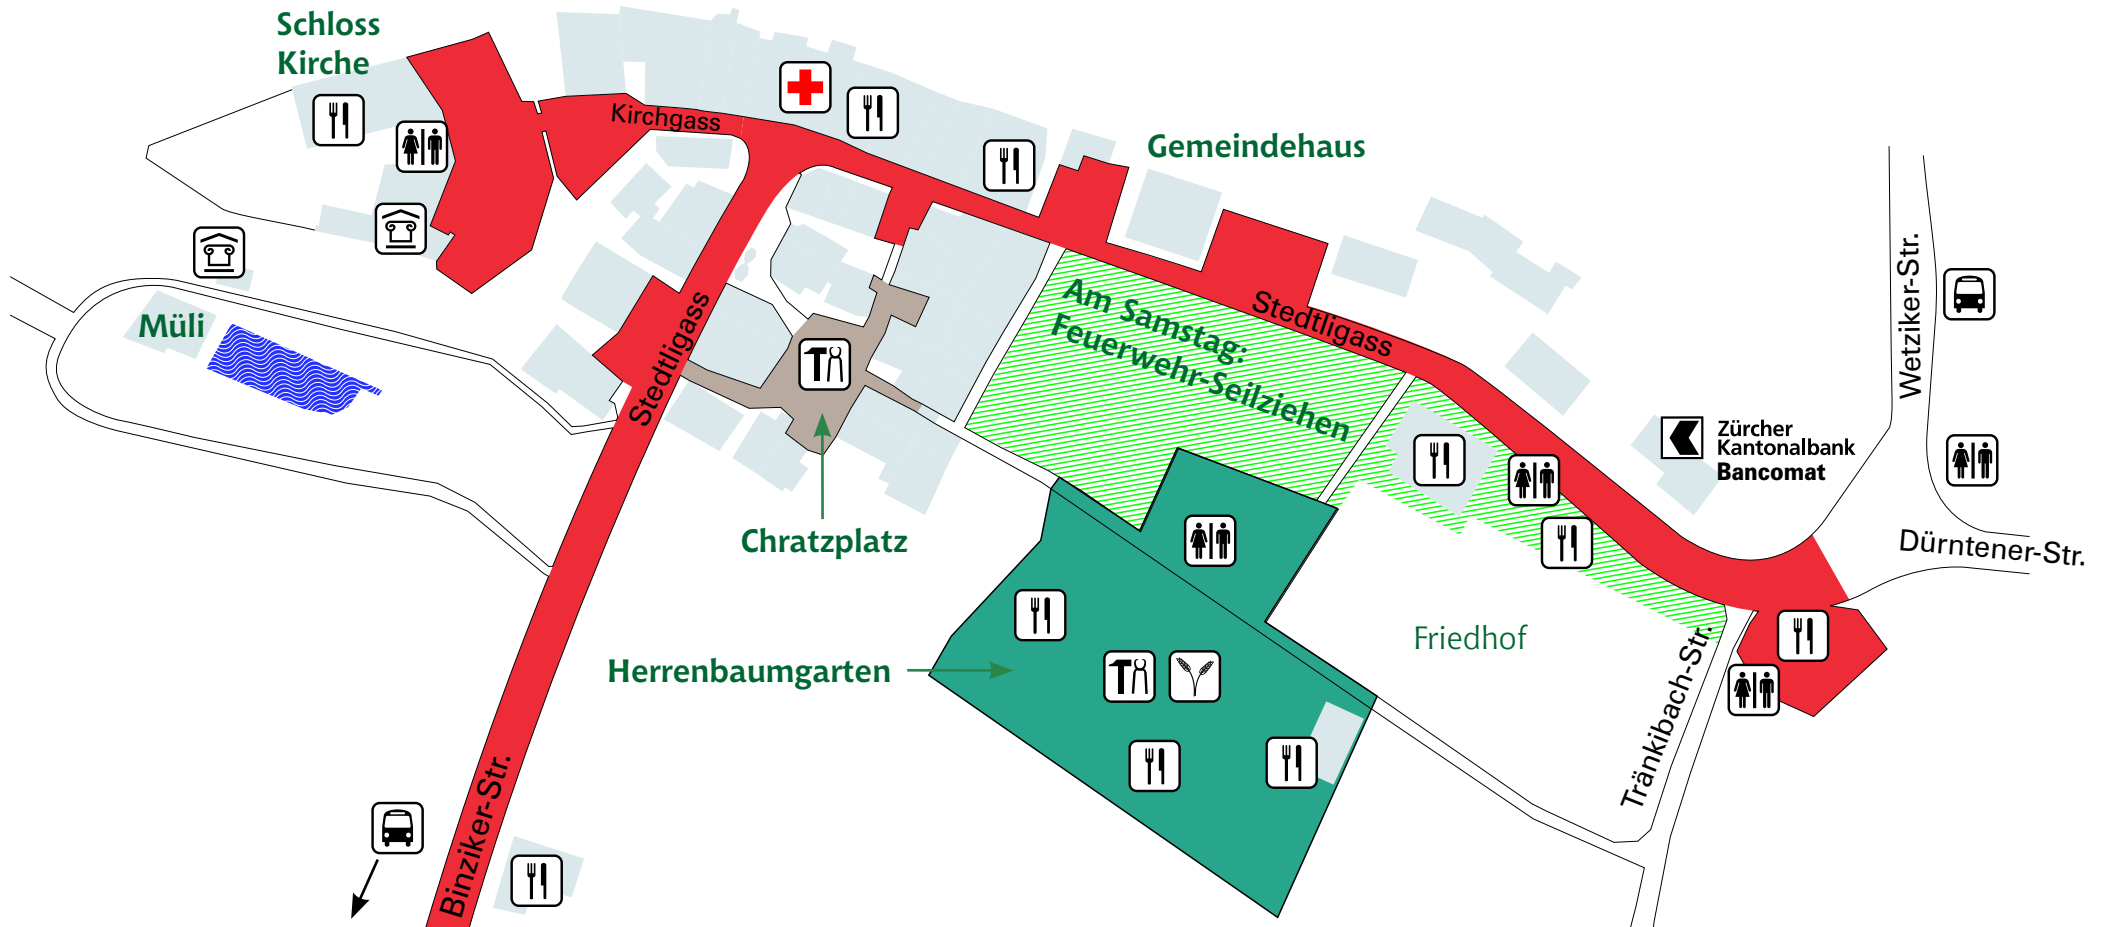 Schloss
Kirche
Kirchgass
Gemeindehaus
Müli
Stedtligass
Am Samstag:
Feuerwehr-Seilziehen
Stedtligass
Wetziker-Str.
Zürcher
Kantonalbank
Bancomat
Chratzplatz
Dürntener-Str.
Herrenbaumgarten
Friedhof
Tränkibach-Str.
Binziker-Str.